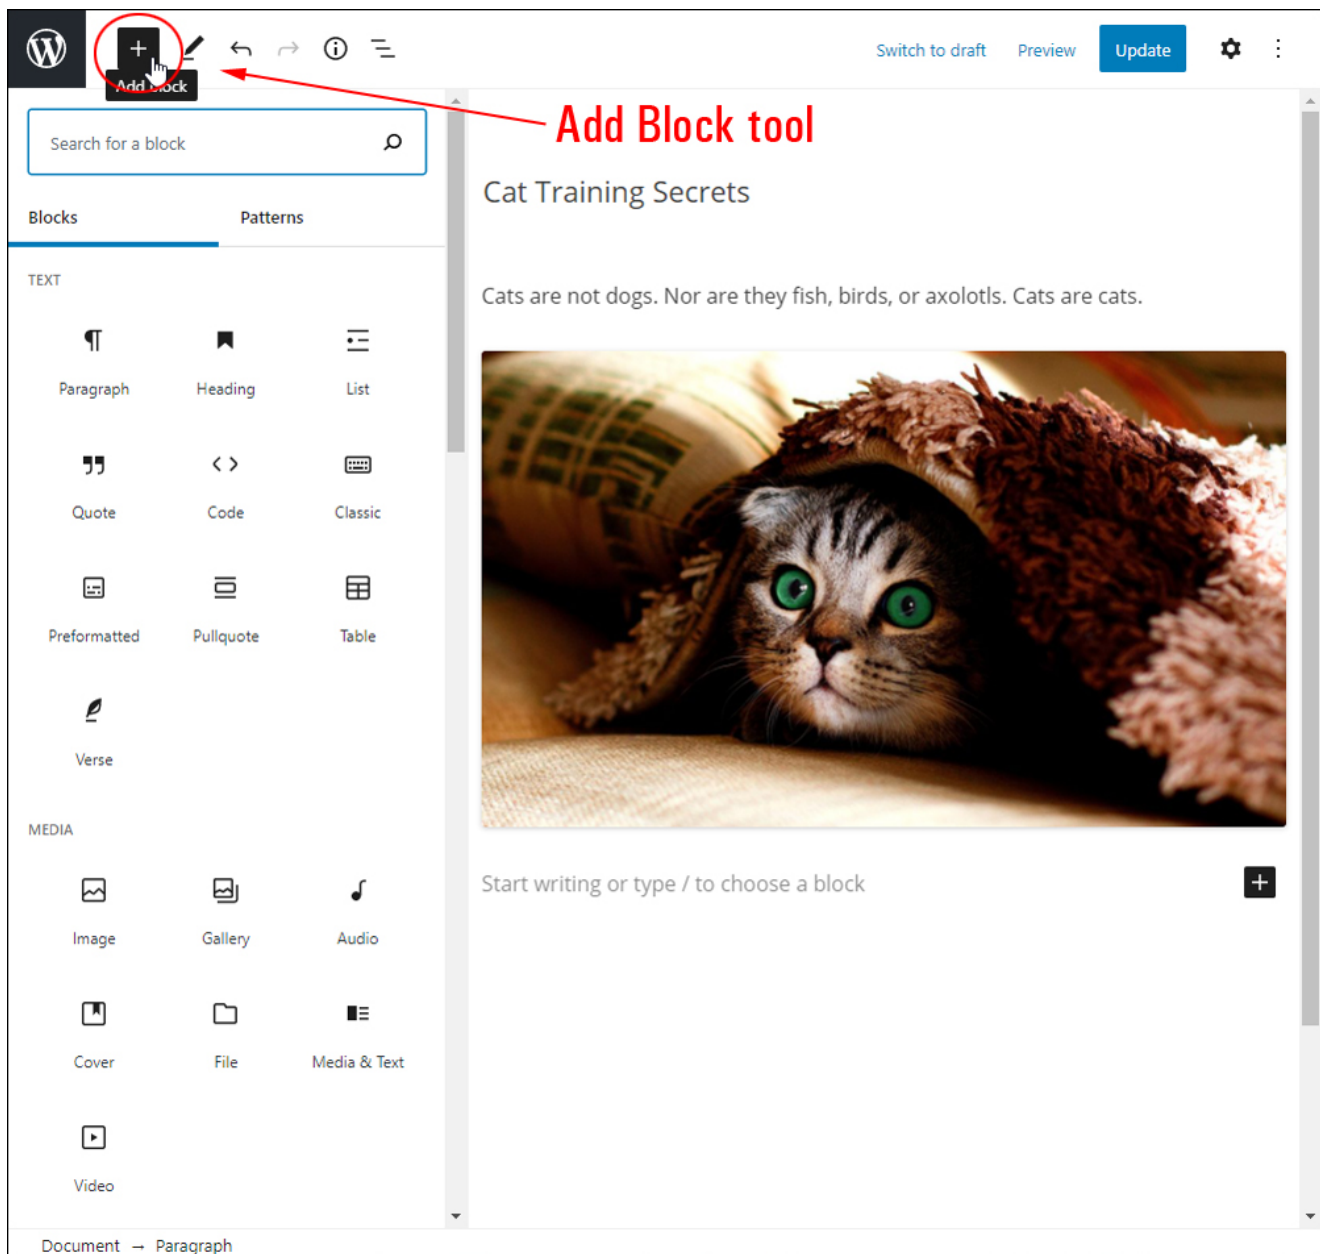 Switch to draft Preview Update
Add block
Add Block tool
Search for a block
Blocks Patterns
TEXT
Paragraph Heading List
Quote Code Classic
Preformatted Pullquote Table
Verse
MEDIA
Image Gallery Audio
Cover File Media & Text
Video
Cat Training Secrets
Cats are not dogs. Nor are they fish, birds, or axolotls. Cats are cats.
Start writing or type / to choose a block
Document → Paragraph